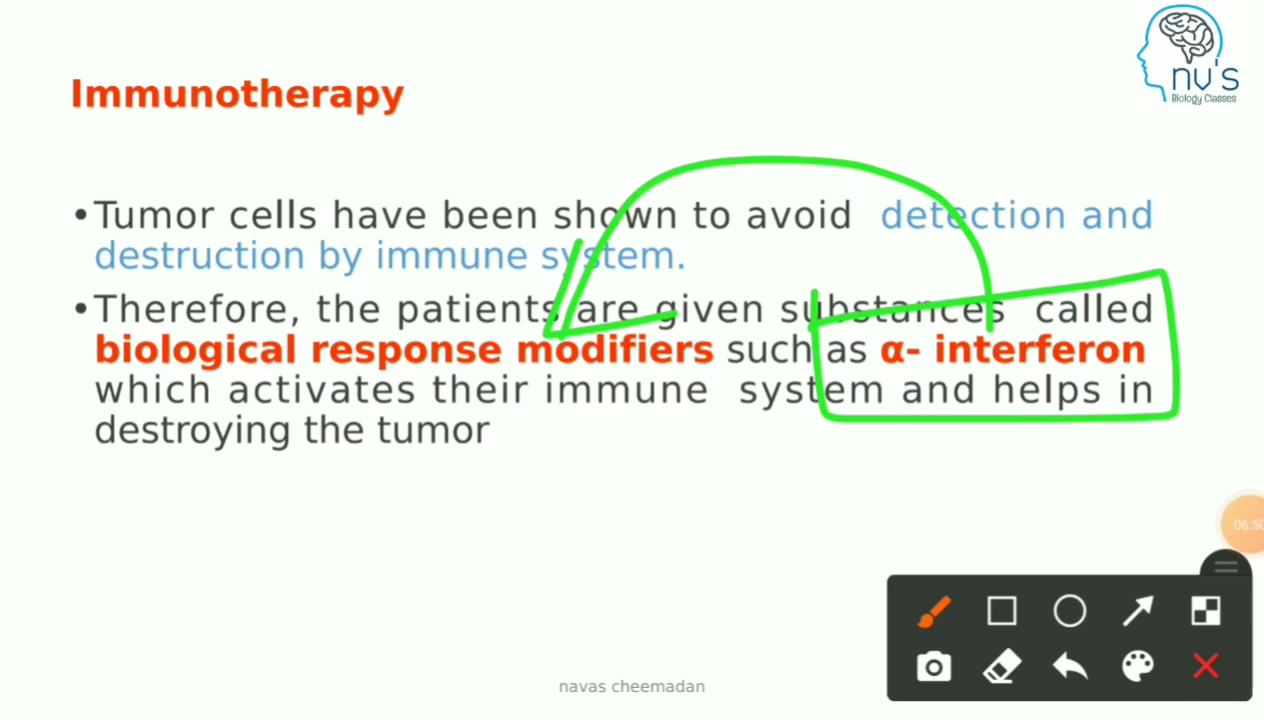 nv's
Biology Classes
Immunotherapy
•Tumor cells have been shown to avoid detection and
destruction by immune system.
•Therefore, the patients are given substances called
biological response modifiers such as α- interferon
which activates their immune system and helps in
destroying the tumor
06:50
navas cheemadan